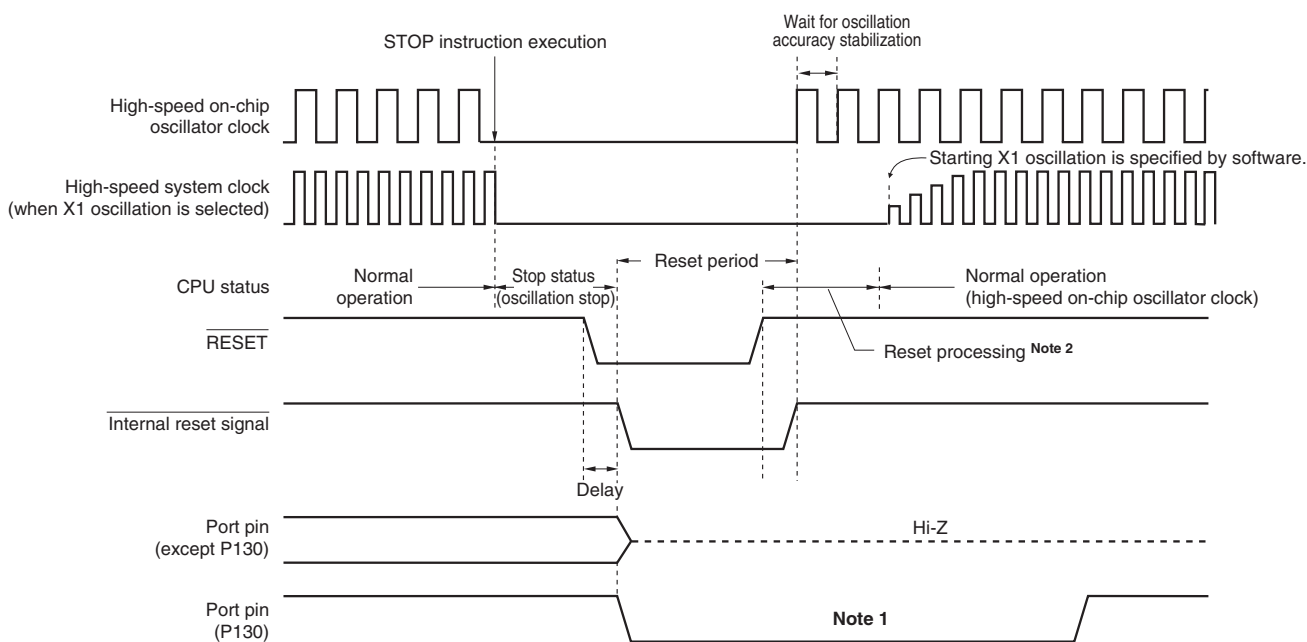 Wait for oscillation
accuracy stabilization
STOP instruction execution
High-speed on-chip
oscillator clock
Starting X1 oscillation is specified by software.
High-speed system clock
(when X1 oscillation is selected)
Reset period
CPU status
Normal
operation
Stop status
(oscillation stop)
Normal operation
(high-speed on-chip oscillator clock)
RESET
Reset processing Note 2
Internal reset signal
Delay
Port pin
(except P130)
Hi-Z
Port pin
(P130)
Note 1